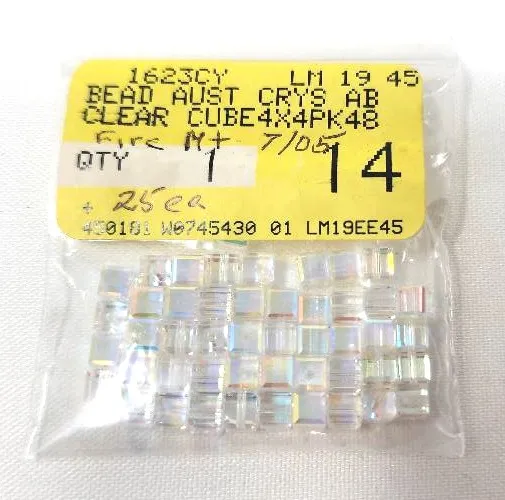 1623CY LM 19 45
BEAD AUST CRYS AB
CLEAR CUBE4X4PK48
Fire Mt 7/05
QTY 1 14
+ 25ea
450181 W0745430 01 LM19EE45